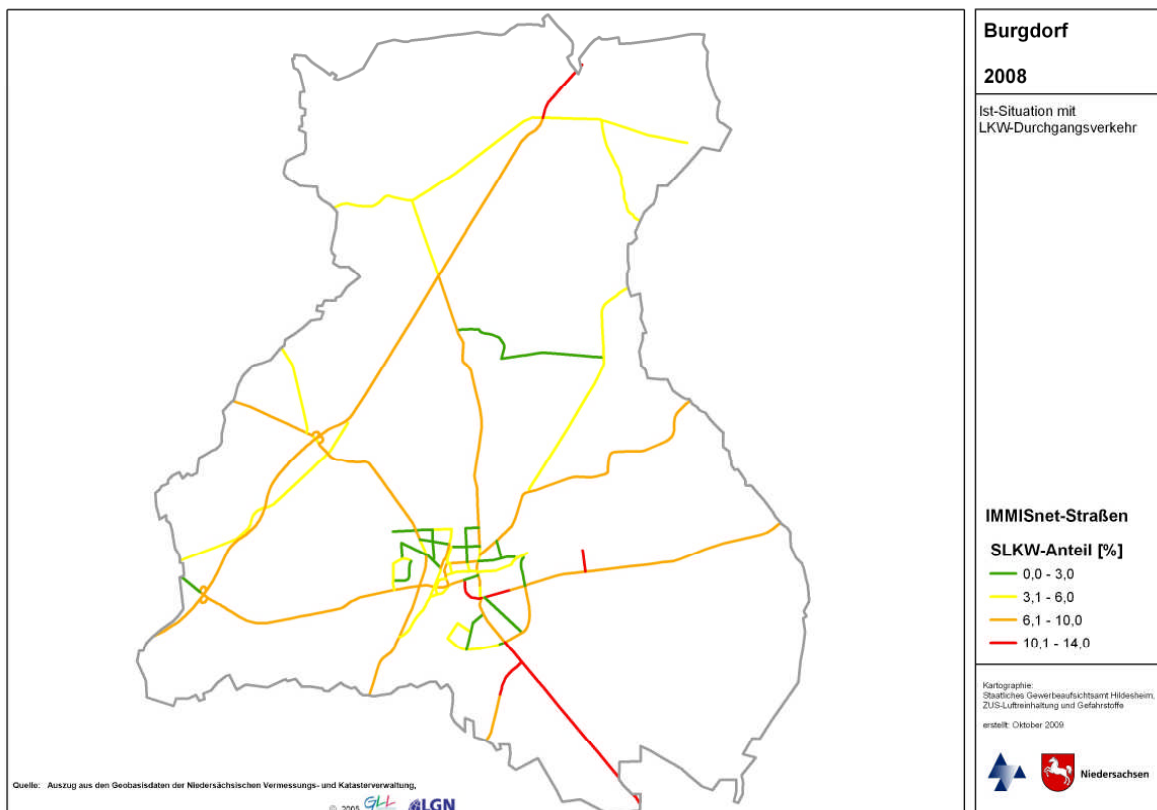 Burgdorf
2008
Ist-Situation mit
LKW-Durchgangsverkehr
IMMISnet-Straßen
SLKW-Anteil [%]
0,0 - 3,0
3,1 - 6,0
6,1 - 10,0
10,1 - 14,0
Kartographie:
Staatliches Gewerbeaufsichtsamt Hildesheim,
ZUS-Luftreinhaltung und Gefahrstoffe
erstellt: Oktober 2009
Niedersachsen
Quelle: Auszug aus den Geobasisdaten der Niedersächsischen Vermessungs- und Katasterverwaltung,
© 2005 GLL LGN